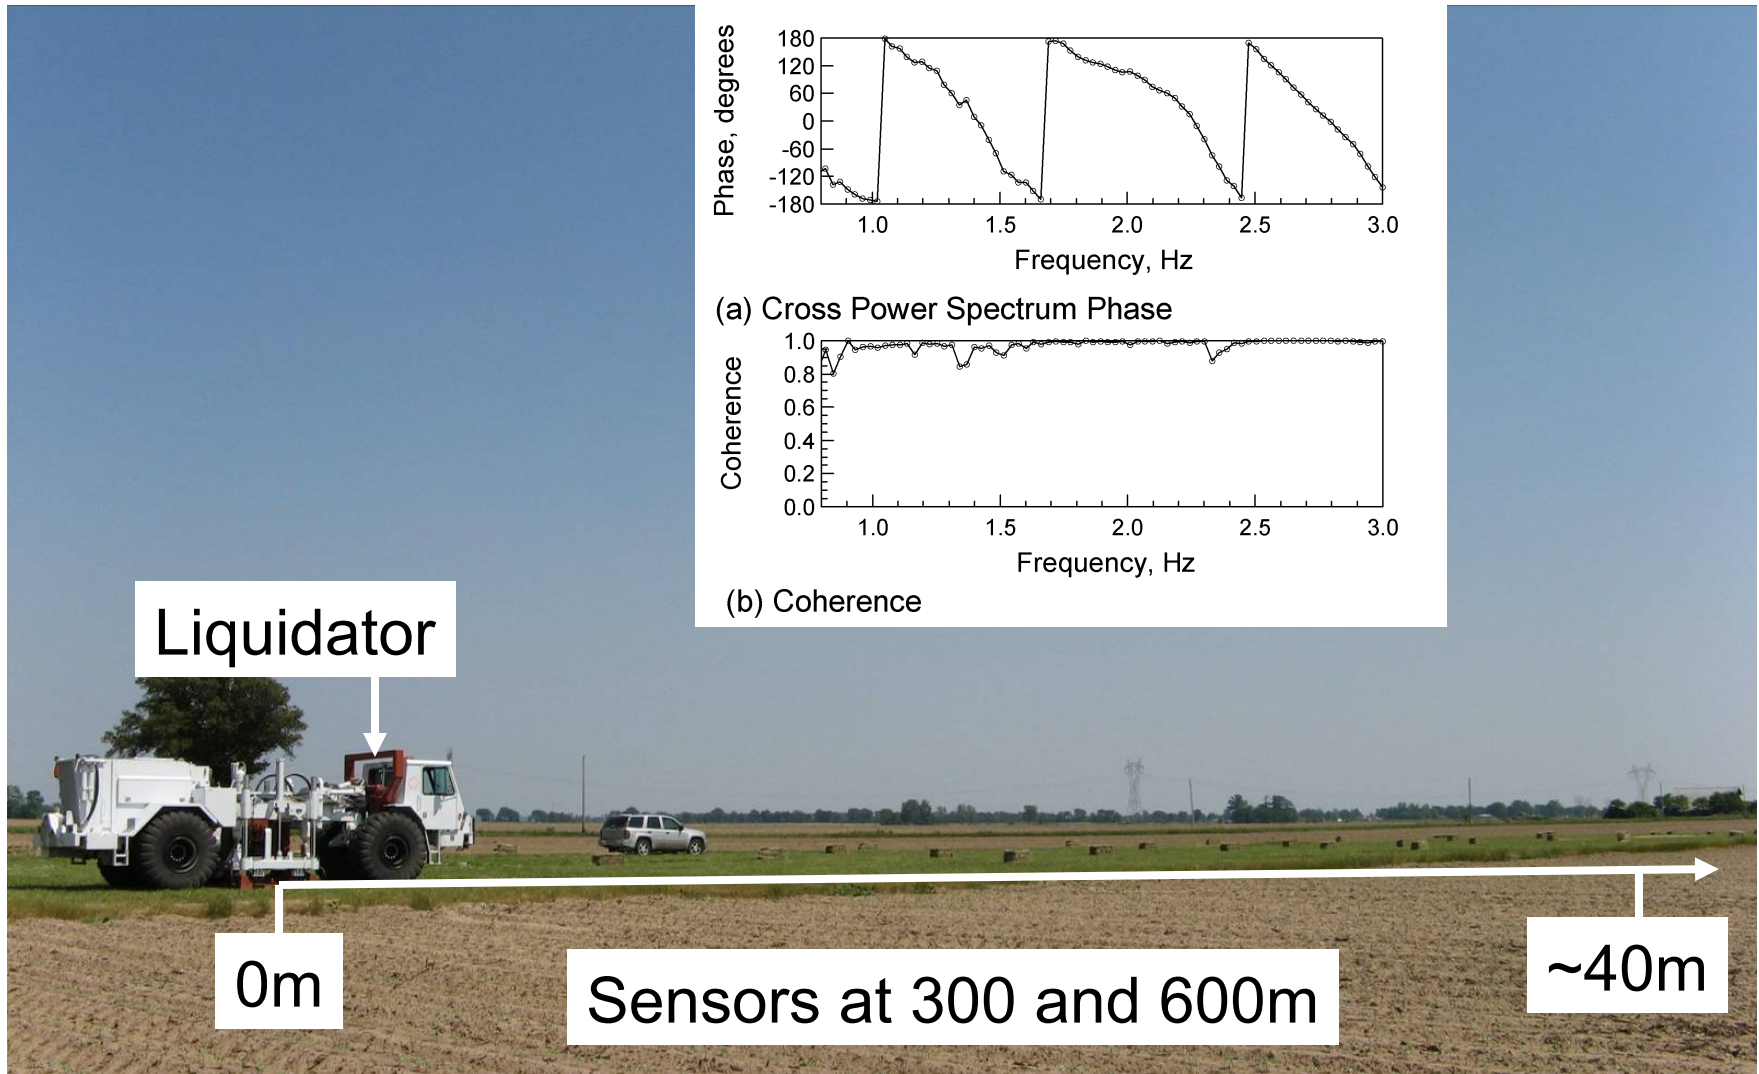 180
120
60
0
-60
-120
-180
Phase, degrees
1.0 1.5 2.0 2.5 3.0
Frequency, Hz
(a) Cross Power Spectrum Phase
1.0
0.8
0.6
0.4
0.2
0.0
Coherence
1.0 1.5 2.0 2.5 3.0
Frequency, Hz
(b) Coherence
Liquidator
0m
Sensors at 300 and 600m
~40m